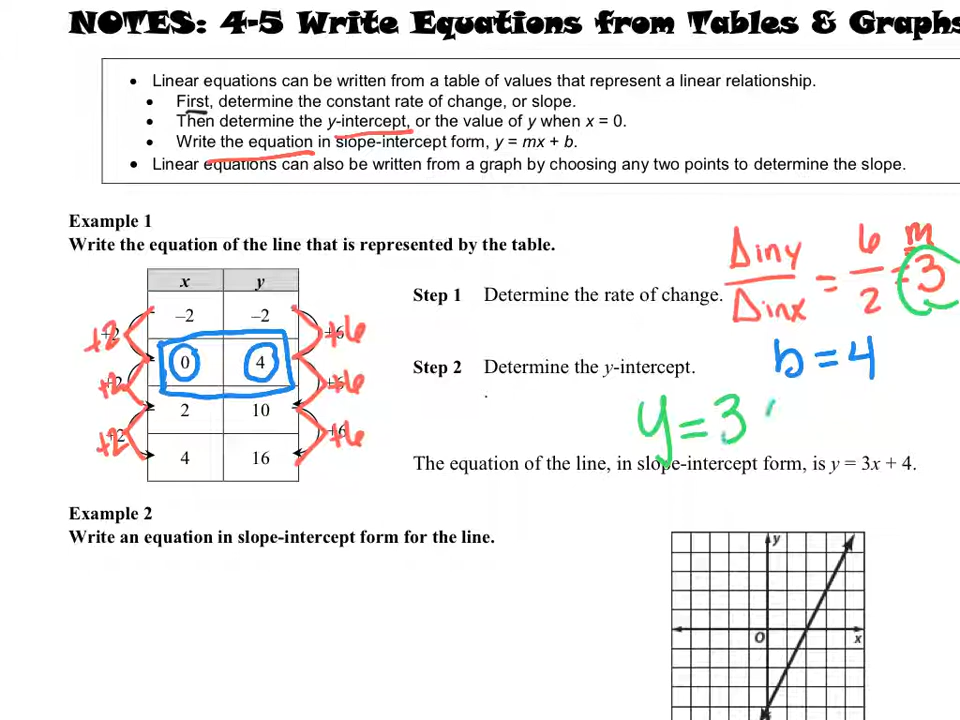 NOTES: 4-5 Write Equations from Tables & Graphs
• Linear equations can be written from a table of values that represent a linear relationship.
• First, determine the constant rate of change, or slope.
• Then determine the y-intercept, or the value of y when x = 0.
• Write the equation in slope-intercept form, y = mx + b.
• Linear equations can also be written from a graph by choosing any two points to determine the slope.
Example 1
Write the equation of the line that is represented by the table.
x y
–2 –2
0 4
2 10
4 16
+2 +6
+2 +6
+2 +6
Step 1 Determine the rate of change.
Δiny/Δinx = 6/2 = 3
m
Step 2 Determine the y-intercept.
b = 4
y = 3
The equation of the line, in slope-intercept form, is y = 3x + 4.
Example 2
Write an equation in slope-intercept form for the line.
y
O x